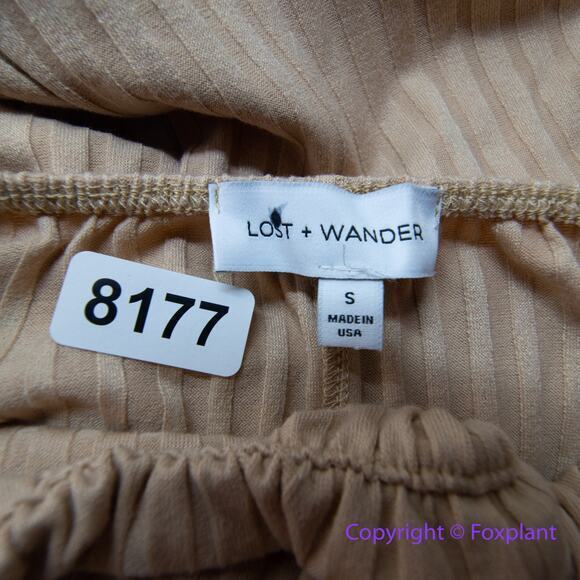 LOST + WANDER
8177
S
MADE IN
USA
Copyright © Foxplant